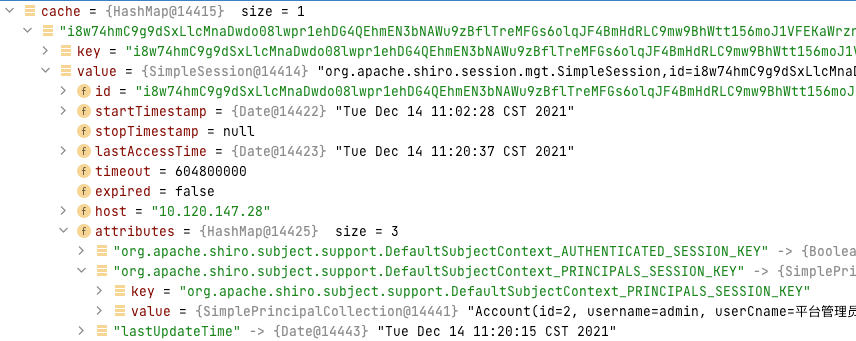 cache = {HashMap@14415} size = 1
"i8w74hmC9g9dSxLlcMnaDwdo08lwpr1ehDG4QEhmEN3bNAWu9zBflTreMFGs6olqJF4BmHdRLC9mw9BhWtt156moJ1VFEKaWrzr
key = "i8w74hmC9g9dSxLlcMnaDwdo08lwpr1ehDG4QEhmEN3bNAWu9zBflTreMFGs6olqJF4BmHdRLC9mw9BhWtt156moJ1V
value = {SimpleSession@14414} "org.apache.shiro.session.mgt.SimpleSession,id=i8w74hmC9g9dSxLlcMnaD
f id = "i8w74hmC9g9dSxLlcMnaDwdo08lwpr1ehDG4QEhmEN3bNAWu9zBflTreMFGs6olqJF4BmHdRLC9mw9BhWtt156moJ
f startTimestamp = {Date@14422} "Tue Dec 14 11:02:28 CST 2021"
f stopTimestamp = null
f lastAccessTime = {Date@14423} "Tue Dec 14 11:20:37 CST 2021"
f timeout = 604800000
f expired = false
f host = "10.120.147.28"
f attributes = {HashMap@14425} size = 3
"org.apache.shiro.subject.support.DefaultSubjectContext_AUTHENTICATED_SESSION_KEY" -> {Boolea
"org.apache.shiro.subject.support.DefaultSubjectContext_PRINCIPALS_SESSION_KEY" -> {SimplePri
key = "org.apache.shiro.subject.support.DefaultSubjectContext_PRINCIPALS_SESSION_KEY"
value = {SimplePrincipalCollection@14441} "Account(id=2, username=admin, userCname=平台管理员
"lastUpdateTime" -> {Date@14443} "Tue Dec 14 11:20:15 CST 2021"